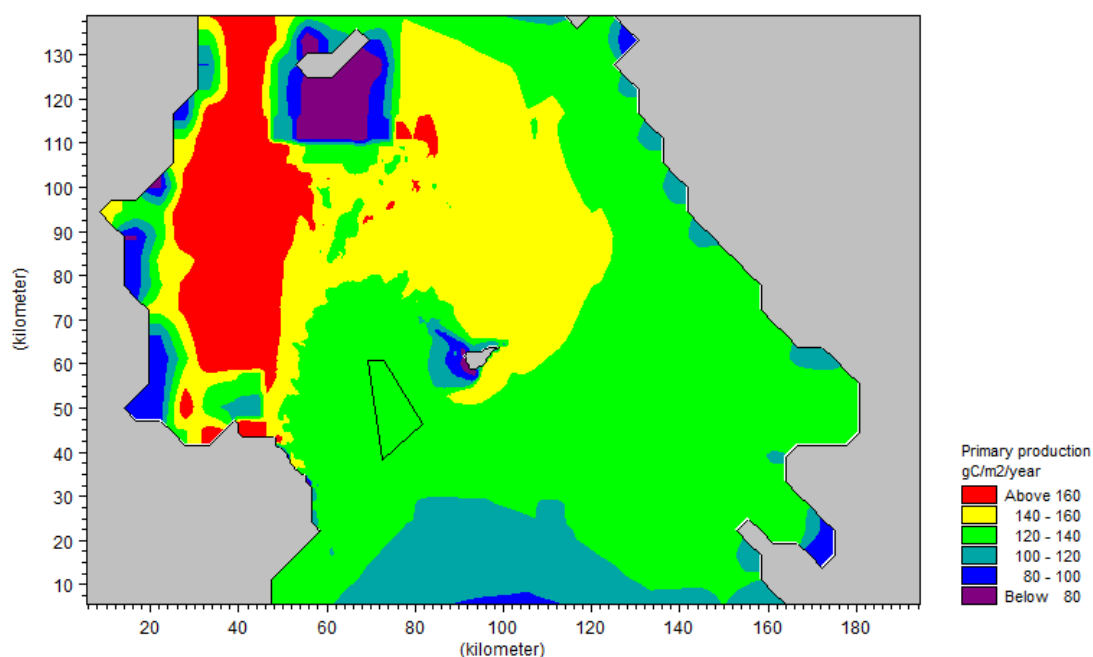 130
120
110
100
90
80
(kilometer)
70
60
50
40
30
20
10
20 40 60 80 100 120 140 160 180
(kilometer)
Primary production
gC/m2/year
Above 160
140 - 160
120 - 140
100 - 120
80 - 100
Below 80